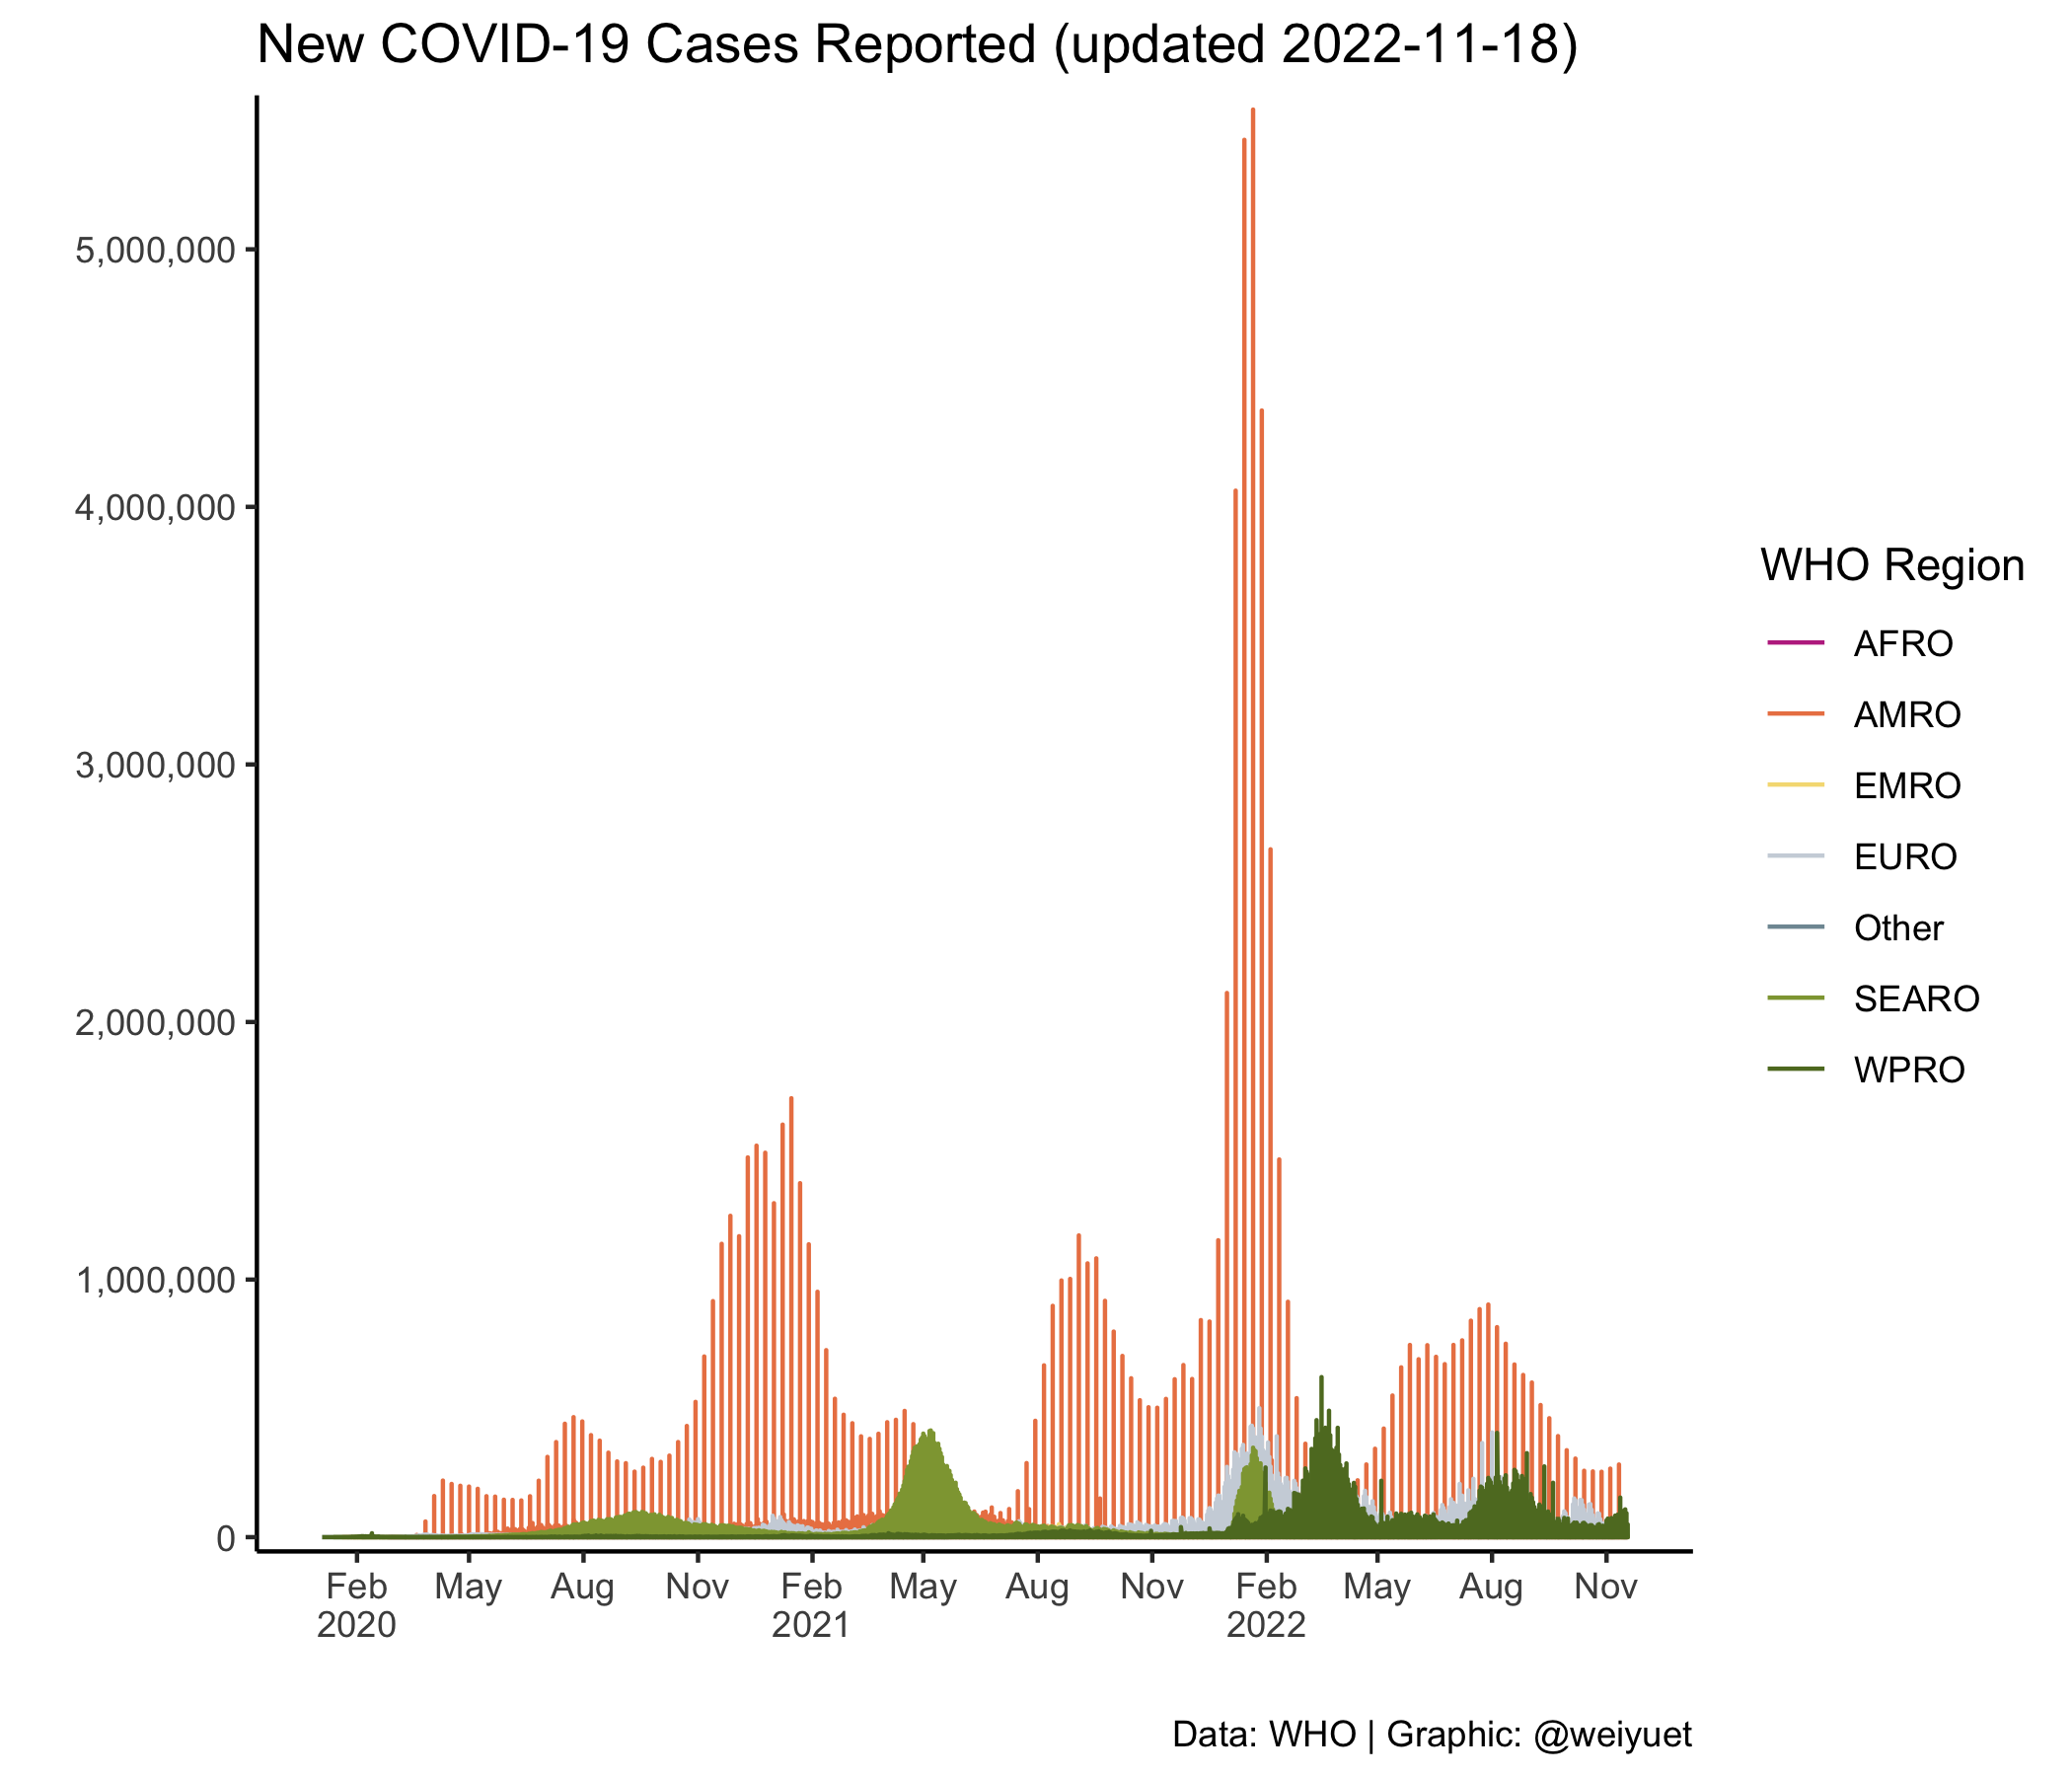 New COVID-19 Cases Reported (updated 2022-11-18)
5,000,000
4,000,000
3,000,000
2,000,000
1,000,000
0
Feb May Aug Nov Feb May Aug Nov Feb May Aug Nov
2020 2021 2022
WHO Region
AFRO
AMRO
EMRO
EURO
Other
SEARO
WPRO
Data: WHO | Graphic: @weiyuet